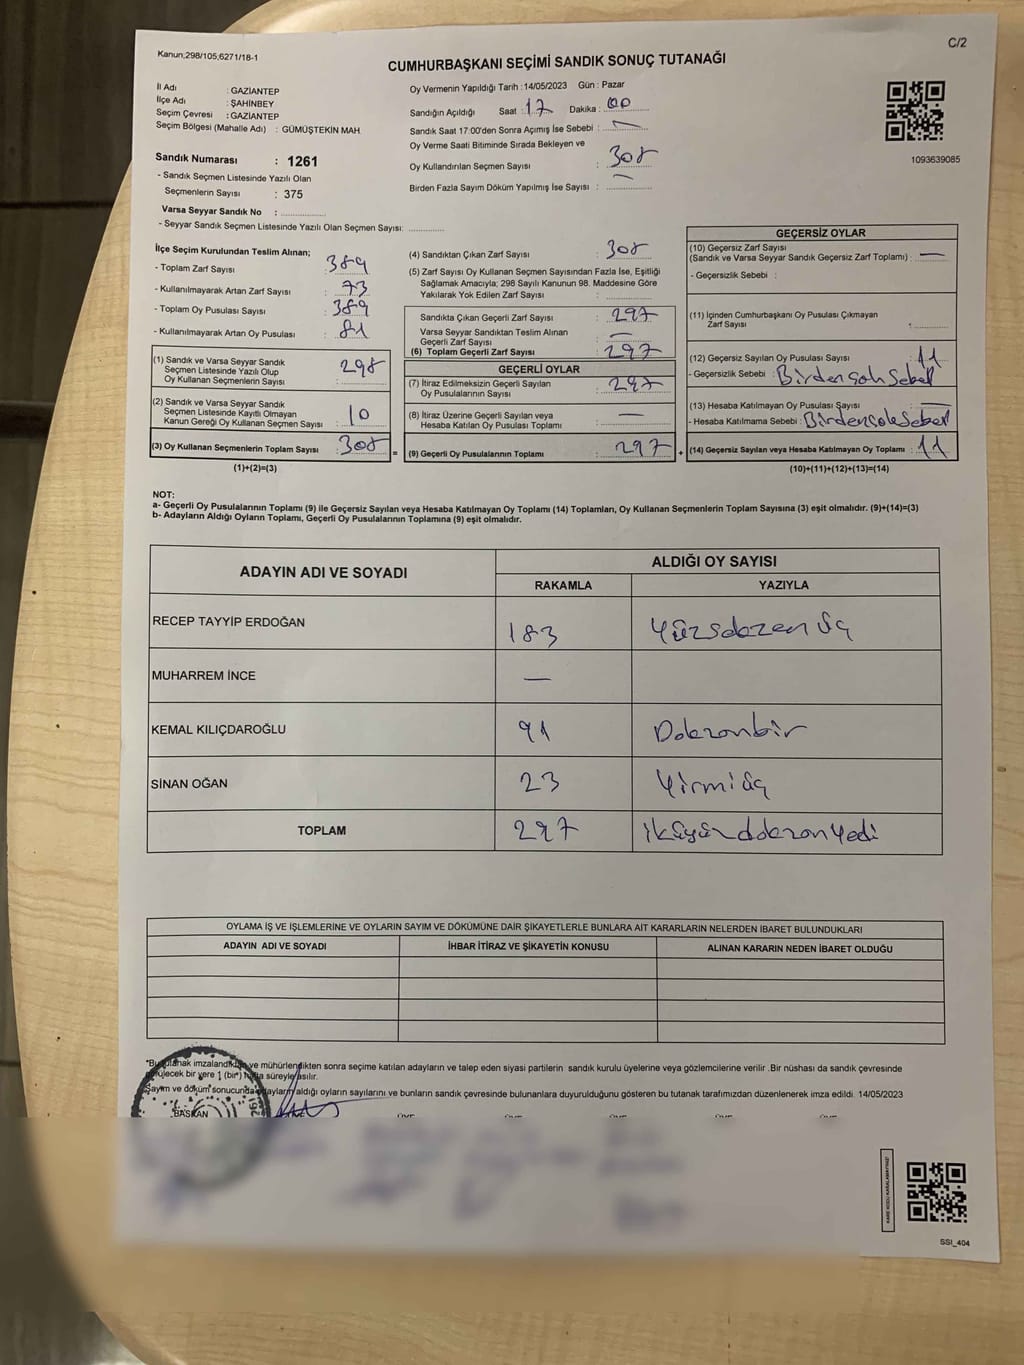 Kanun;298/105;6271/18-1
C/2
CUMHURBAŞKANI SEÇİMİ SANDIK SONUÇ TUTANAĞI
İl Adı : GAZİANTEP
İlçe Adı : ŞAHİNBEY
Seçim Çevresi : GAZİANTEP
Seçim Bölgesi (Mahalle Adı) : GÜMÜŞTEKİN MAH.
Sandık Numarası : 1261
- Sandık Seçmen Listesinde Yazılı Olan
Seçmenlerin Sayısı : 375
Varsa Seyyar Sandık No :
- Seyyar Sandık Seçmen Listesinde Yazılı Olan Seçmen Sayısı:
Oy Vermenin Yapıldığı Tarih : 14/05/2023 Gün : Pazar
Sandığın Açıldığı Saat : 17 Dakika : 00
Sandık Saat 17:00'den Sonra Açımış İse Sebebi : —
Oy Verme Saati Bitiminde Sırada Bekleyen ve
Oy Kullandırılan Seçmen Sayısı : 308
Birden Fazla Sayım Döküm Yapılmış İse Sayısı : —
1093639085
İlçe Seçim Kurulundan Teslim Alınan;
- Toplam Zarf Sayısı : 389
- Kullanılmayarak Artan Zarf Sayısı : 73
- Toplam Oy Pusulası Sayısı : 389
- Kullanılmayarak Artan Oy Pusulası : 81
(1) Sandık ve Varsa Seyyar Sandık
Seçmen Listesinde Yazılı Olup
Oy Kullanan Seçmenlerin Sayısı : 298
(2) Sandık ve Varsa Seyyar Sandık
Seçmen Listesinde Kayıtlı Olmayan
Kanun Gereği Oy Kullanan Seçmen Sayısı : 10
(3) Oy Kullanan Seçmenlerin Toplam Sayısı : 308
(1)+(2)=(3)
(4) Sandıktan Çıkan Zarf Sayısı : 308
(5) Zarf Sayısı Oy Kullanan Seçmen Sayısından Fazla İse, Eşitliği
Sağlamak Amacıyla; 298 Sayılı Kanunun 98. Maddesine Göre
Yakılarak Yok Edilen Zarf Sayısı :
Sandıkta Çıkan Geçerli Zarf Sayısı : 297
Varsa Seyyar Sandıktan Teslim Alınan
Geçerli Zarf Sayısı : —
(6) Toplam Geçerli Zarf Sayısı : 297
GEÇERLİ OYLAR
(7) İtiraz Edilmeksizin Geçerli Sayılan
Oy Pusulalarının Sayısı : 297
(8) İtiraz Üzerine Geçerli Sayılan veya
Hesaba Katılan Oy Pusulası Toplamı : —
= (9) Geçerli Oy Pusulalarının Toplamı : 297 +
GEÇERSİZ OYLAR
(10) Geçersiz Zarf Sayısı
(Sandık ve Varsa Seyyar Sandık Geçersiz Zarf Toplamı) : —
- Geçersizlik Sebebi :
(11) İçinden Cumhurbaşkanı Oy Pusulası Çıkmayan
Zarf Sayısı :
(12) Geçersiz Sayılan Oy Pusulası Sayısı : 11
- Geçersizlik Sebebi : Birden çok Sebep
(13) Hesaba Katılmayan Oy Pusulası Sayısı : —
- Hesaba Katılmama Sebebi : Birden çok Sebep
(14) Geçersiz Sayılan veya Hesaba Katılmayan Oy Toplamı : 11
(10)+(11)+(12)+(13)=(14)
NOT:
a- Geçerli Oy Pusulalarının Toplamı (9) ile Geçersiz Sayılan veya Hesaba Katılmayan Oy Toplamı (14) Toplamları, Oy Kullanan Seçmenlerin Toplam Sayısına (3) eşit olmalıdır. (9)+(14)=(3)
b- Adayların Aldığı Oyların Toplamı, Geçerli Oy Pusulalarının Toplamına (9) eşit olmalıdır.
ADAYIN ADI VE SOYADI ALDIĞI OY SAYISI
RAKAMLA YAZIYLA
RECEP TAYYİP ERDOĞAN 183 Yüzseksen üç
MUHARREM İNCE —
KEMAL KILIÇDAROĞLU 91 Doksanbir
SİNAN OĞAN 23 Yirmi üç
TOPLAM 297 ikiyüzdoksanyedi
OYLAMA İŞ VE İŞLEMLERİNE VE OYLARIN SAYIM VE DÖKÜMÜNE DAİR ŞİKAYETLERLE BUNLARA AİT KARARLARIN NELERDEN İBARET BULUNDUKLARI
ADAYIN ADI VE SOYADI İHBAR İTİRAZ VE ŞİKAYETİN KONUSU ALINAN KARARIN NEDEN İBARET OLDUĞU
ve mühürlendikten sonra seçime katılan adayların ve talep eden siyasi partilerin sandık kurulu üyelerine veya gözlemcilerine verilir .Bir nüshası da sandık çevresinde
bir yere 1 (bir) hafta süreyle asılır.
Sayım ve döküm sonucunda adayların aldığı oyların sayılarını ve bunların sandık çevresinde bulunanlara duyurulduğunu gösteren bu tutanak tarafımızdan düzenlenerek imza edildi. 14/05/2023
BAŞKAN
SSI_404